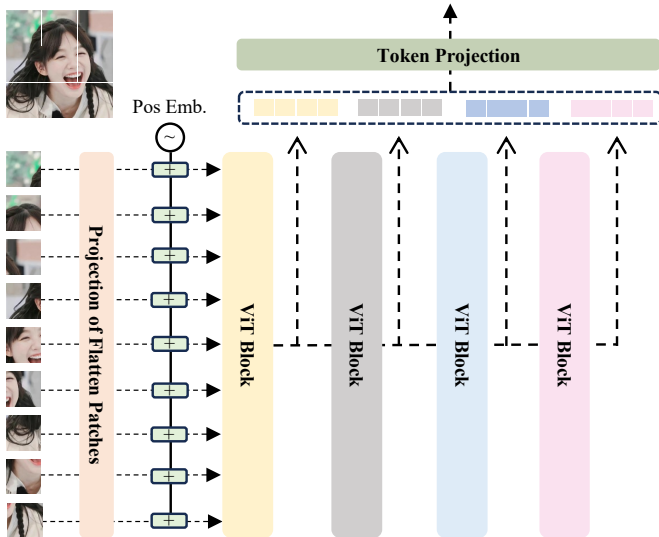 Token Projection
Pos Emb.
~
+
+
+
+
+
+
+
+
+
Projection of Flatten Patches
ViT Block
ViT Block
ViT Block
ViT Block